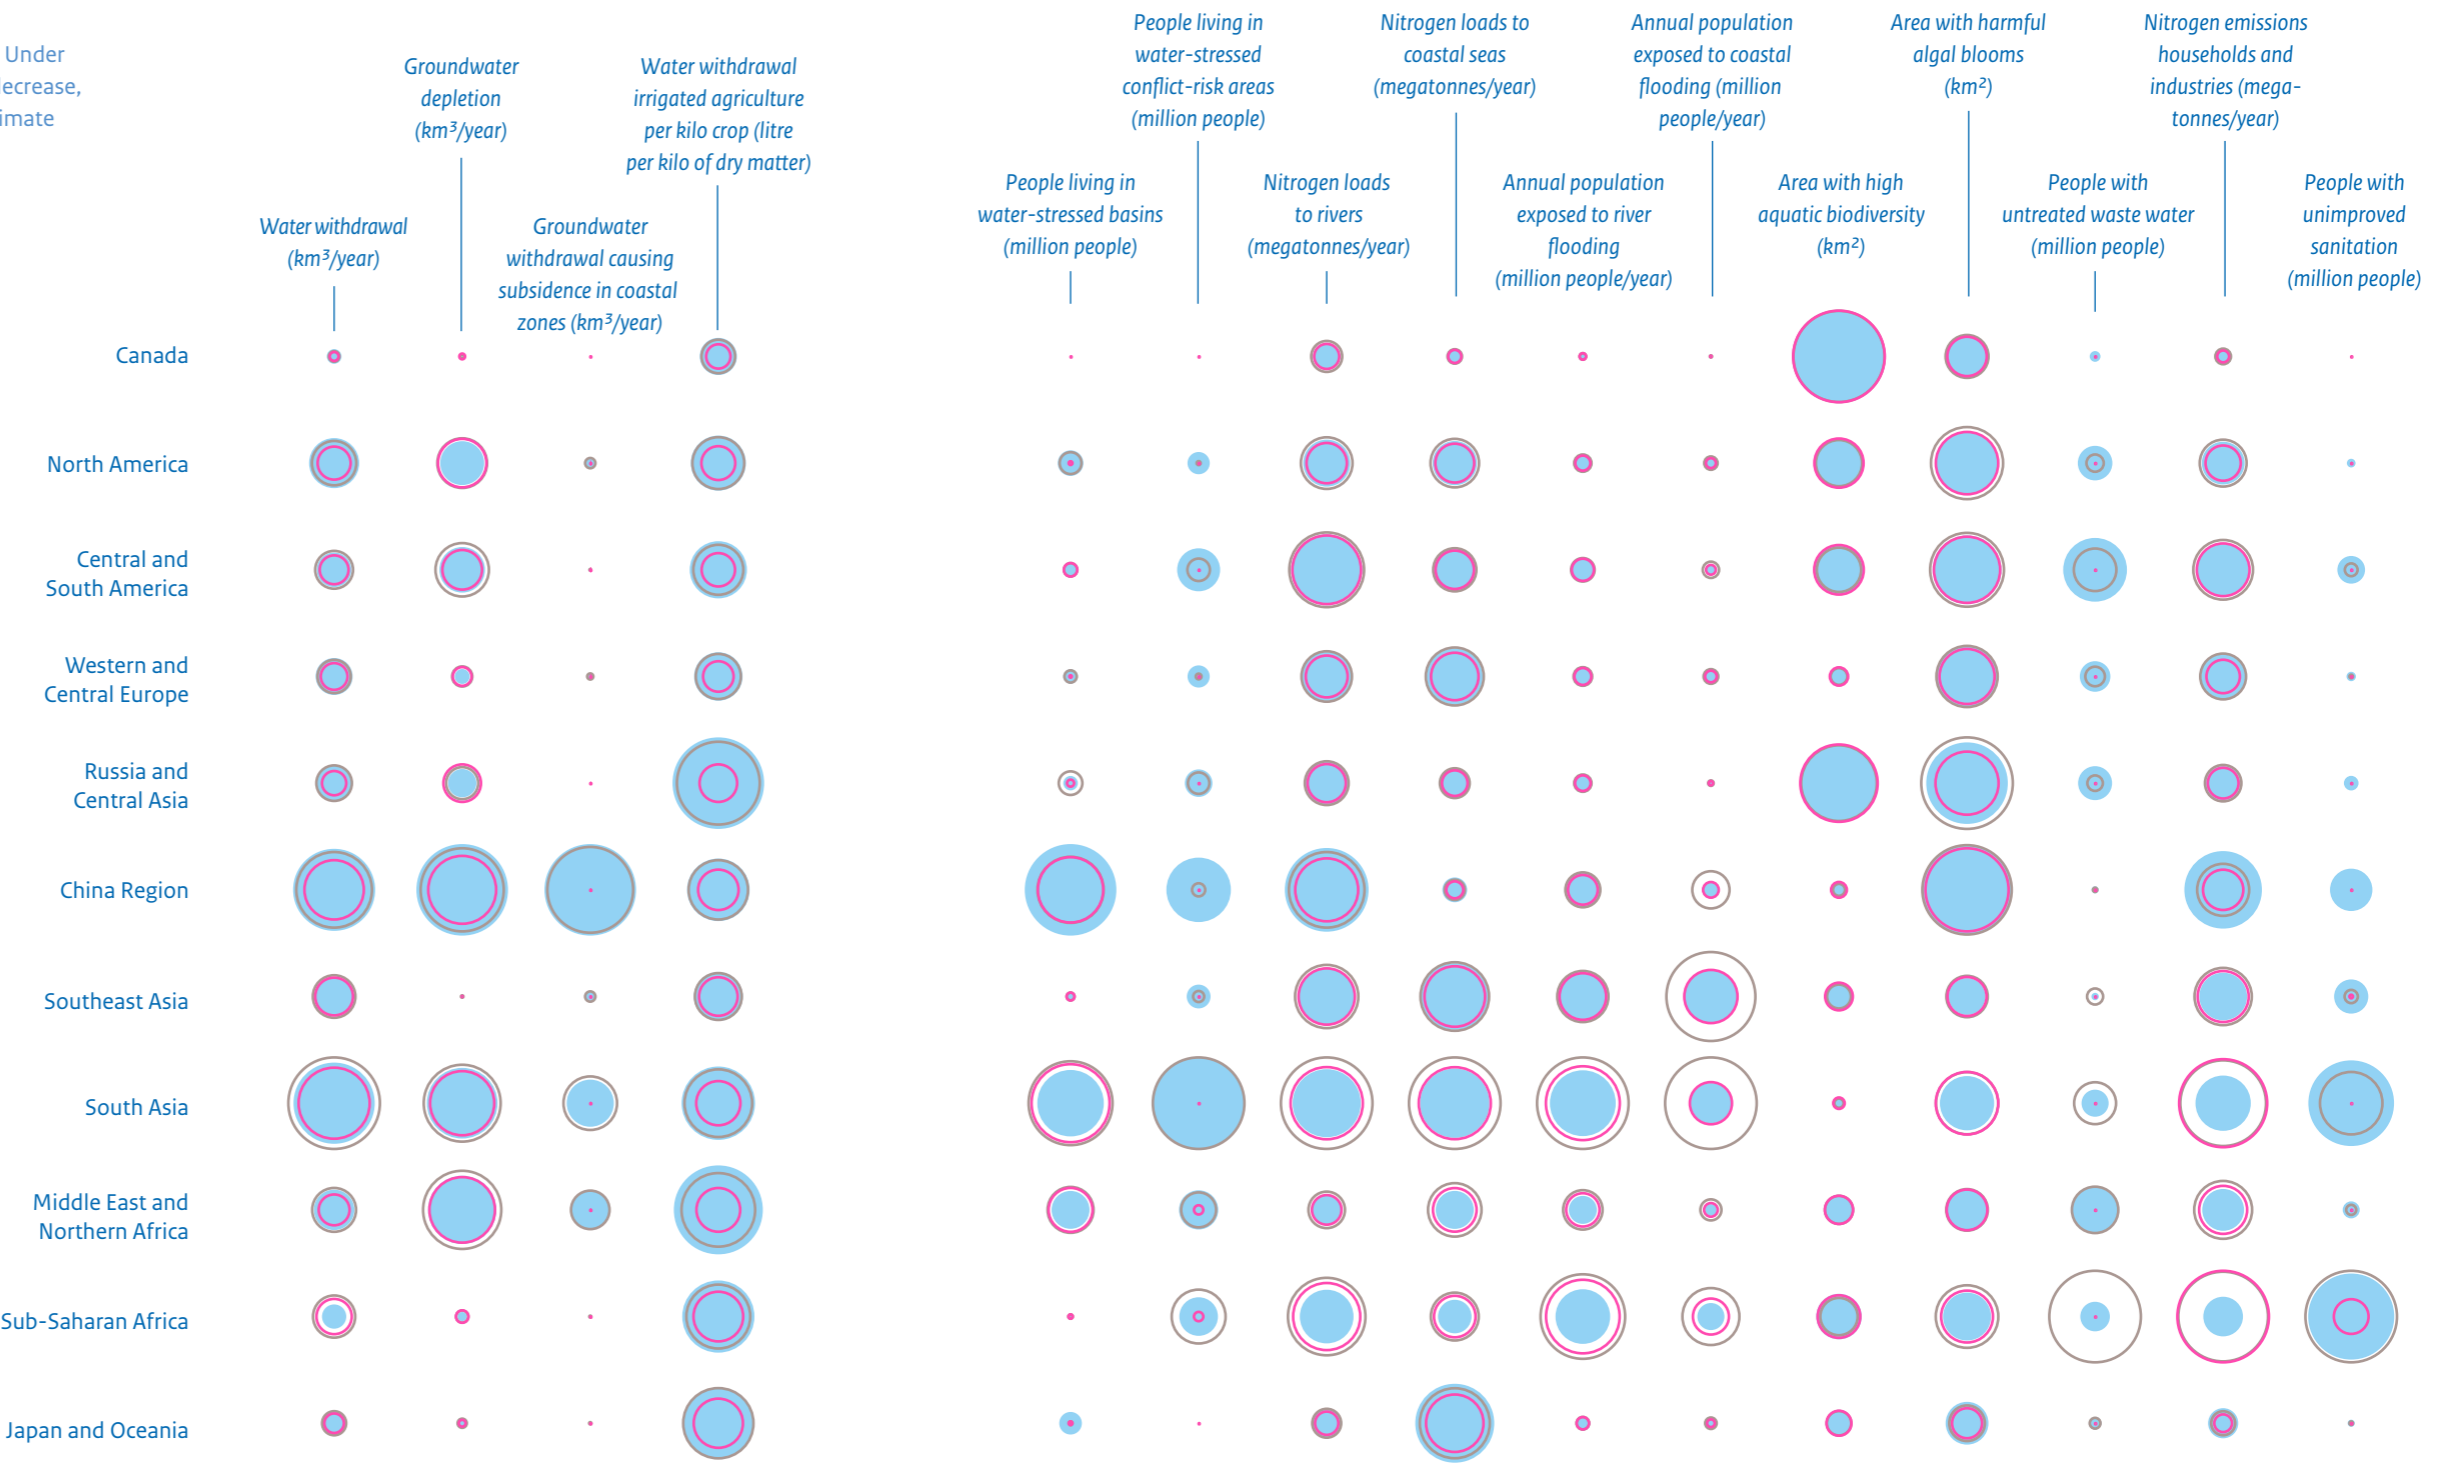 Under
decrease,
imate
Water withdrawal
(km³/year)
Groundwater
depletion
(km³/year)
Groundwater
withdrawal causing
subsidence in coastal
zones (km³/year)
Water withdrawal
irrigated agriculture
per kilo crop (litre
per kilo of dry matter)
People living in
water-stressed basins
(million people)
People living in
water-stressed
conflict-risk areas
(million people)
Nitrogen loads
to rivers
(megatonnes/year)
Nitrogen loads to
coastal seas
(megatonnes/year)
Annual population
exposed to river
flooding
(million people/year)
Annual population
exposed to coastal
flooding (million
people/year)
Area with high
aquatic biodiversity
(km²)
Area with harmful
algal blooms
(km²)
People with
untreated waste water
(million people)
Nitrogen emissions
households and
industries (mega-
tonnes/year)
People with
unimproved
sanitation
(million people)
Canada
North America
Central and
South America
Western and
Central Europe
Russia and
Central Asia
China Region
Southeast Asia
South Asia
Middle East and
Northern Africa
Sub-Saharan Africa
Japan and Oceania